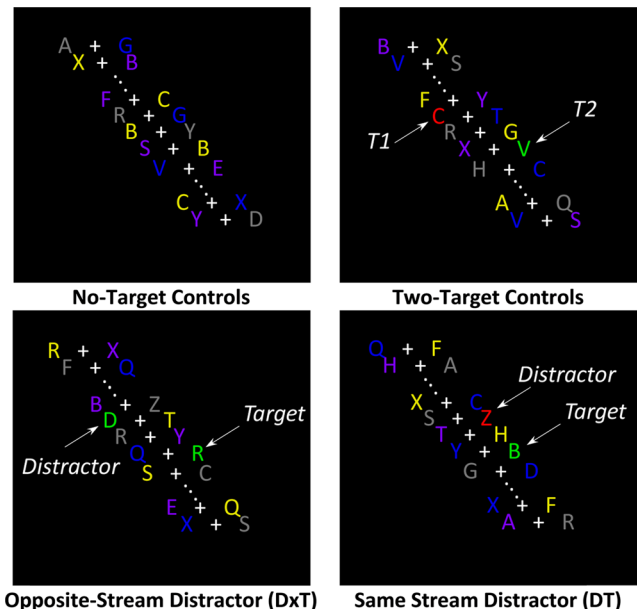 A + G
X + B
F + C
R + G
B + Y
S + B
V + E
C + X
Y + D
No-Target Controls
B + X
V + S
F + Y
C + T
R + G
X + V
H + C
A + Q
V + S
T1
T2
Two-Target Controls
R + X
F + Q
B + Z
D + T
R + Y
Q + R
S + C
E + Q
X + S
Distractor
Target
Opposite-Stream Distractor (DxT)
Q + F
H + A
X + C
S + Z
T + H
Y + B
G + D
X + F
A + R
Distractor
Target
Same Stream Distractor (DT)